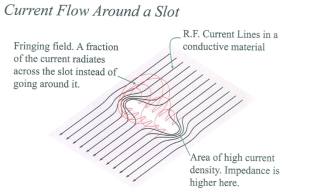 Current Flow Around a Slot
R.F. Current Lines in a
conductive material
Fringing field. A fraction
of the current radiates
across the slot instead of
going around it.
Area of high current
density. Impedance is
higher here.